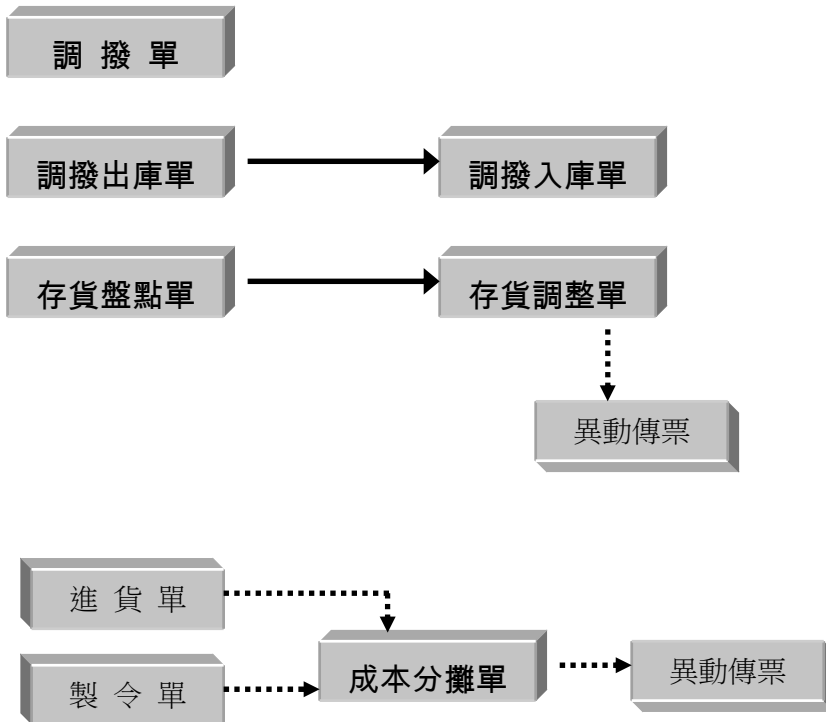 調 撥 單
調撥出庫單
調撥入庫單
存貨盤點單
存貨調整單
異動傳票
進 貨 單
成本分攤單
異動傳票
製 令 單